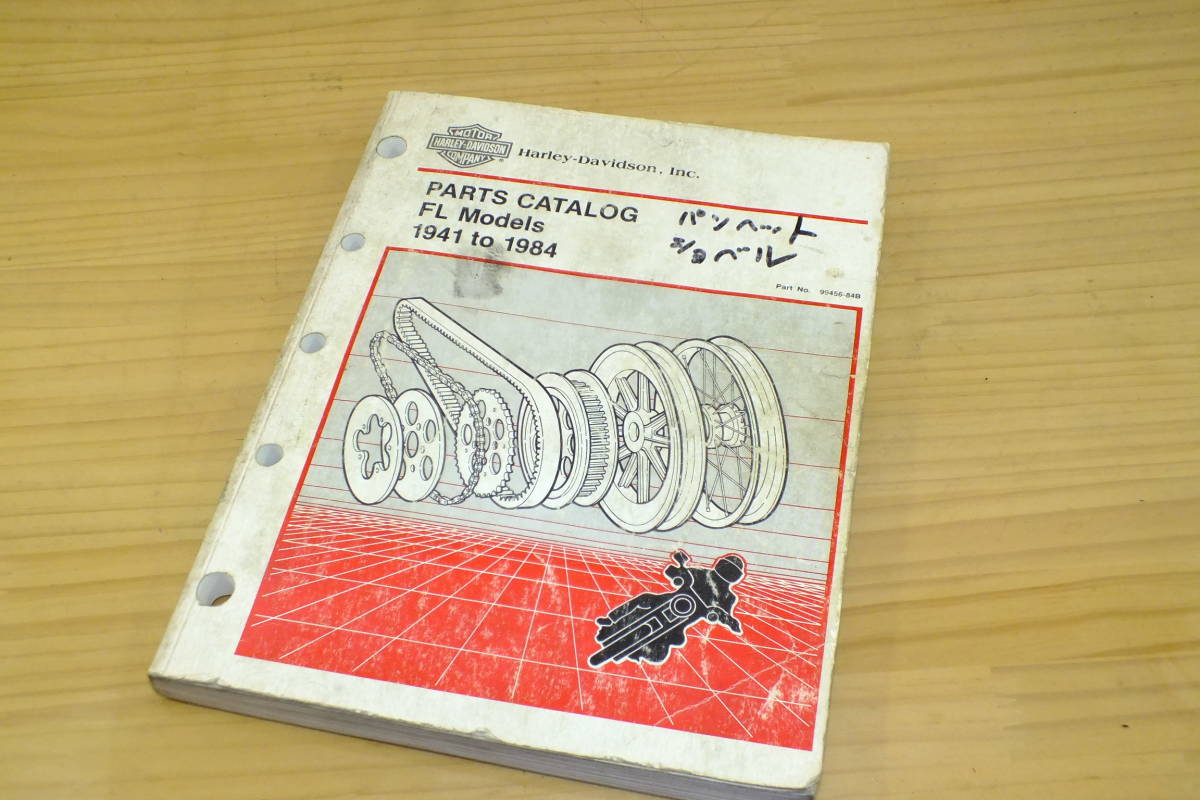 MOTOR
HARLEY-DAVIDSON
COMPANY
Harley-Davidson, Inc.
PARTS CATALOG
FL Models
1941 to 1984
パンヘット
ショベル
Part No. 99456-84B